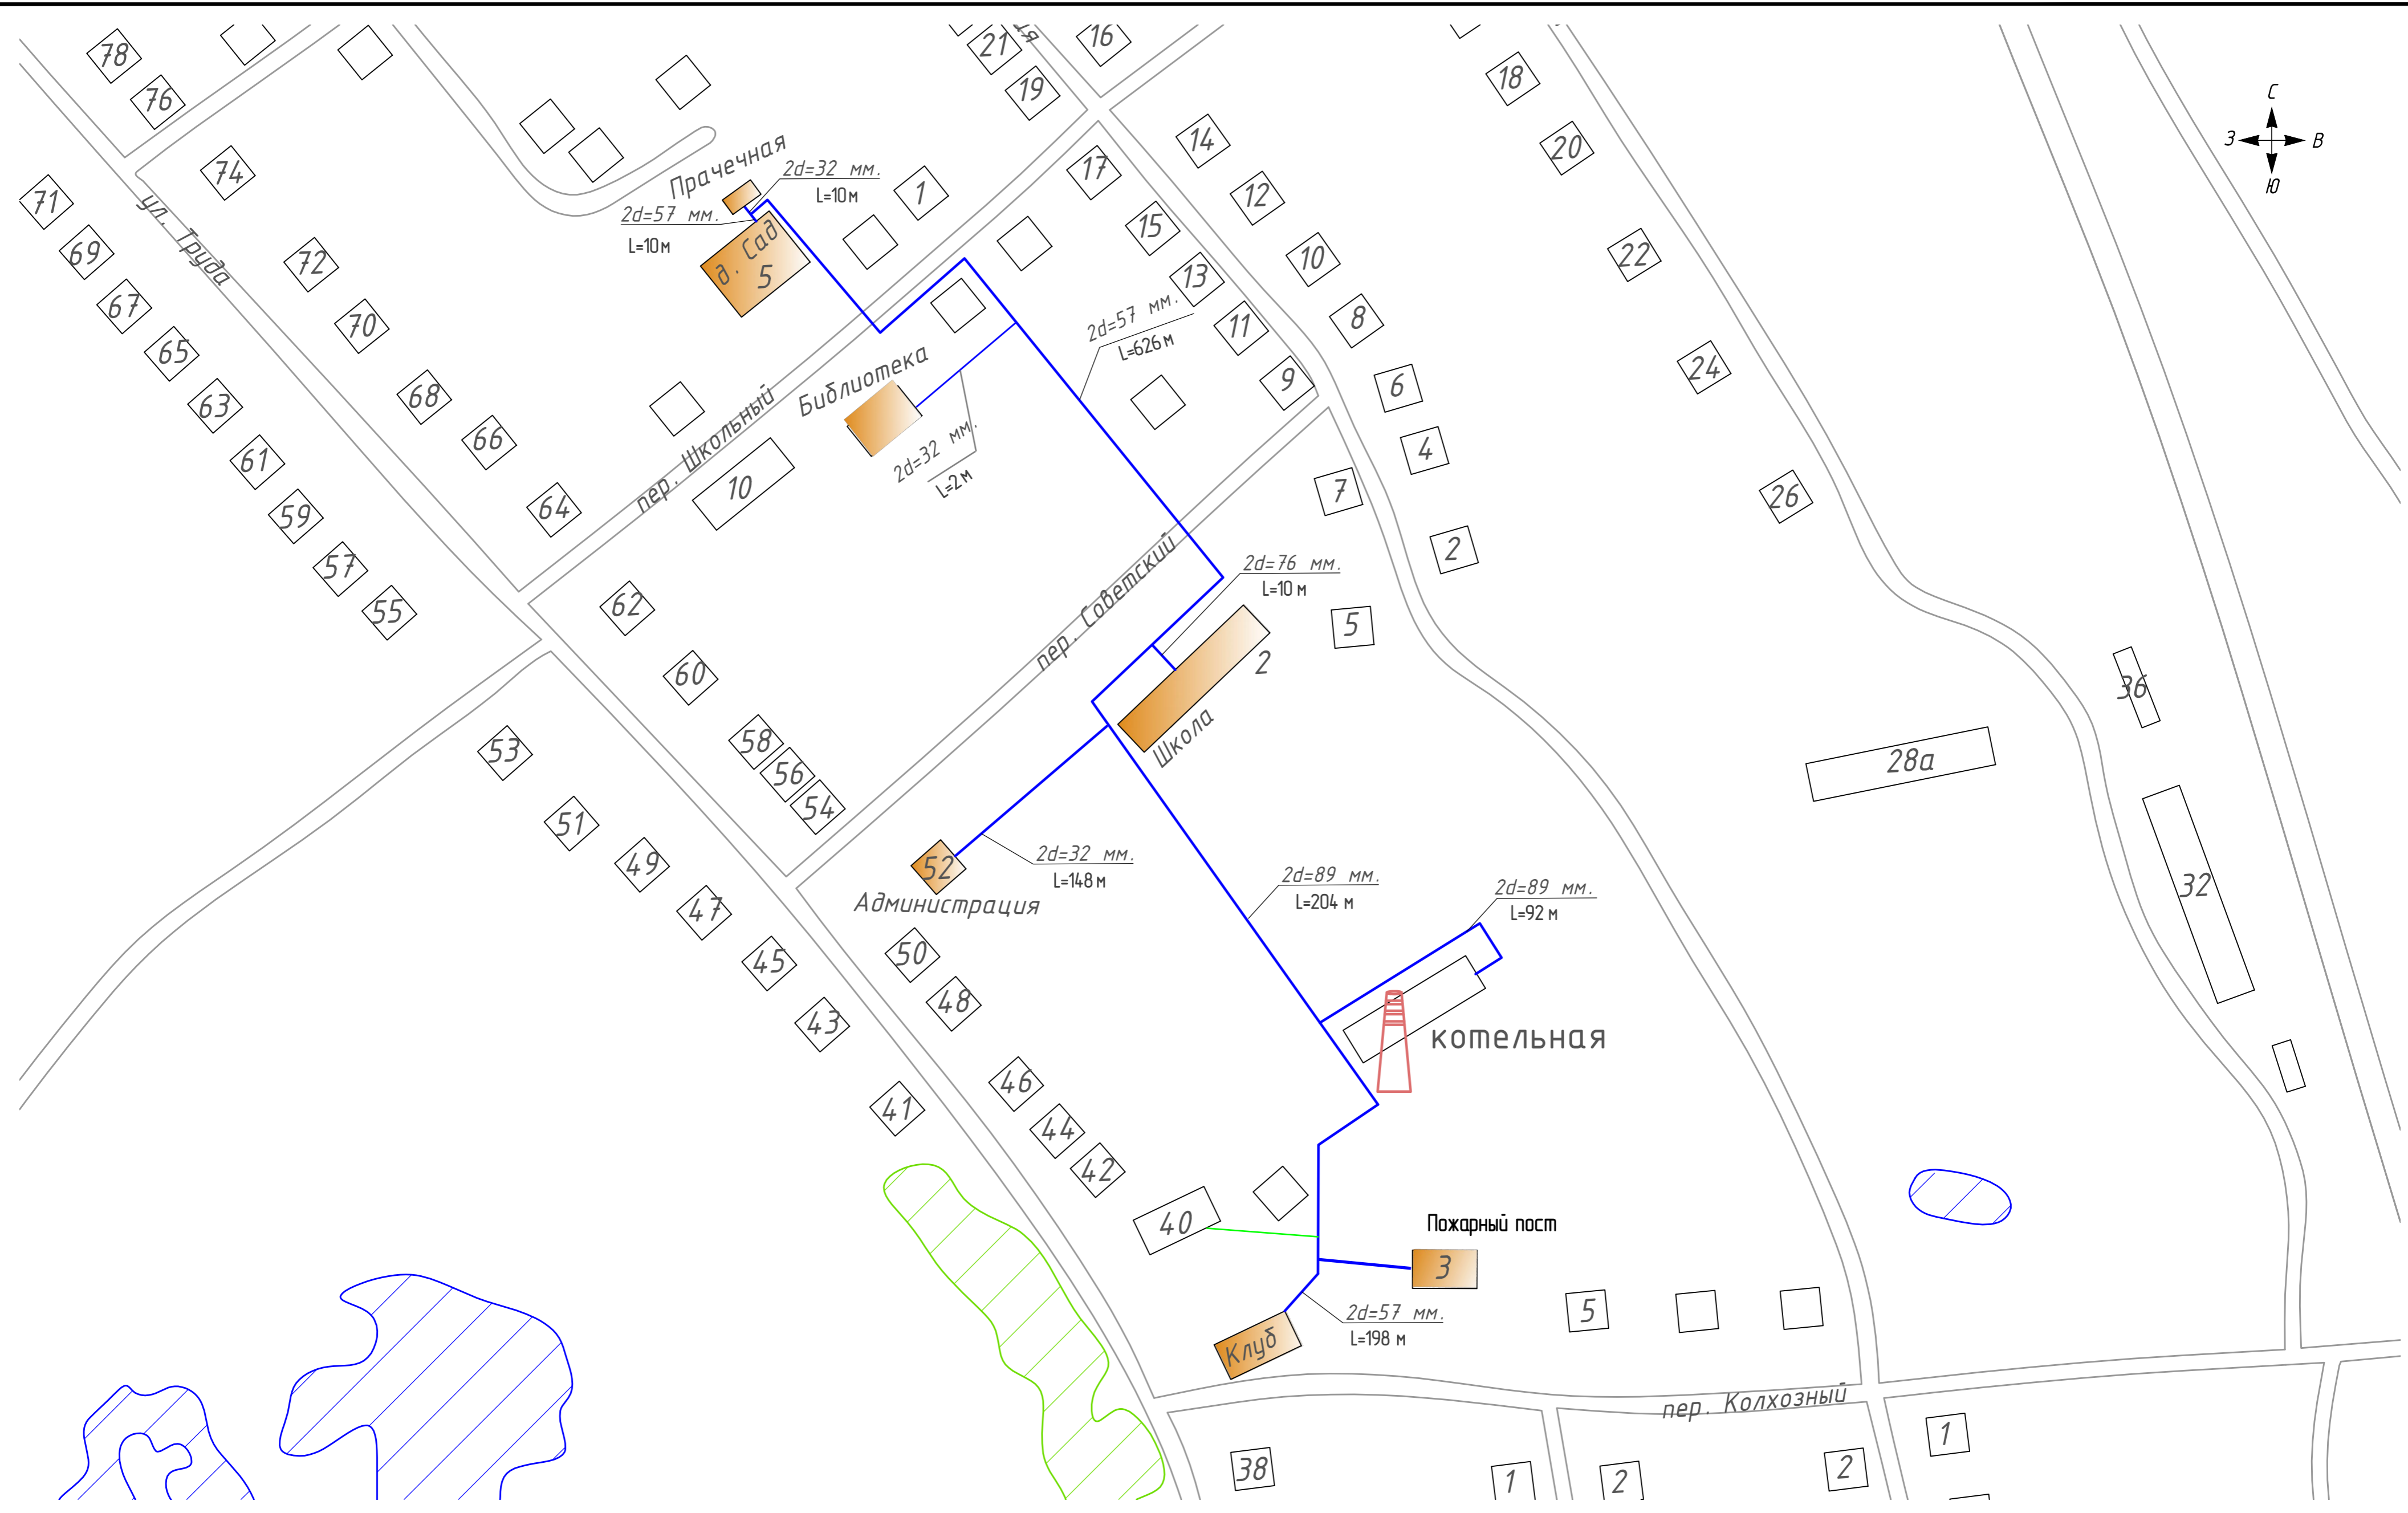 78
21
ая
16
76
19
18
С
З
В
Ю
74
Прачечная
2d=32 мм.
L=10 м
1
17
14
20
71
ул. Труда
2d=57 мм.
L=10 м
д. Сад
5
15
12
69
72
13
10
22
67
70
2d=57 мм.
L=626 м
11
8
65
Библиотека
9
6
24
63
68
пер. Школьный
66
2d=32 мм.
L=2 м
4
61
10
7
26
59
64
2
57
2d=76 мм.
L=10 м
55
62
пер. Советский
5
60
2
Школа
36
53
58
56
54
28а
51
49
52
Администрация
2d=32 мм.
L=148 м
2d=89 мм.
L=204 м
2d=89 мм.
L=92 м
32
47
45
50
48
43
котельная
46
41
44
42
40
Пожарный пост
3
5
2d=57 мм.
L=198 м
Клуб
пер. Колхозный
38
1
2
2
1